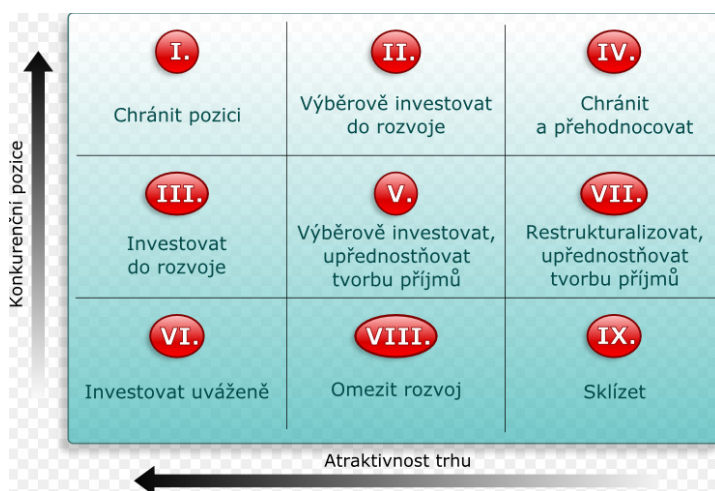 Konkurenční pozice
I.
Chránit pozici
II.
Výběrově investovat
do rozvoje
IV.
Chránit
a přehodnocovat
III.
Investovat
do rozvoje
V.
Výběrově investovat,
upřednostňovat
tvorbu příjmů
VII.
Restrukturalizovat,
upřednostňovat
tvorbu příjmů
VI.
Investovat uváženě
VIII.
Omezit rozvoj
IX.
Sklízet
Atraktivnost trhu